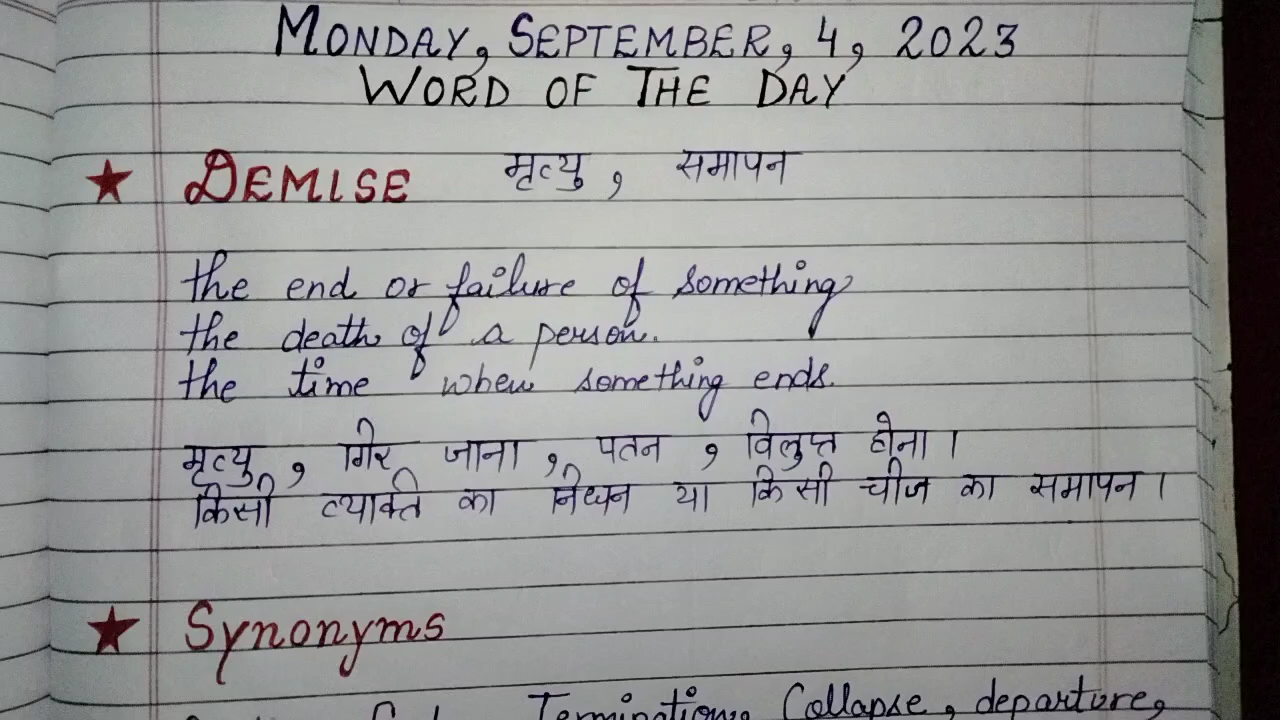 MONDAY, SEPTEMBER, 4, 2023
WORD OF THE DAY
★ DEMISE मृत्यु, समापन
the end or failure of something
the death of a person.
the time when something ends.
मृत्यु, गिर जाना, पतन, विलुप्त होना।
किसी व्यक्ति का निधन या किसी चीज का समापन।
★ Synonyms
Termination, Collapse, departure,